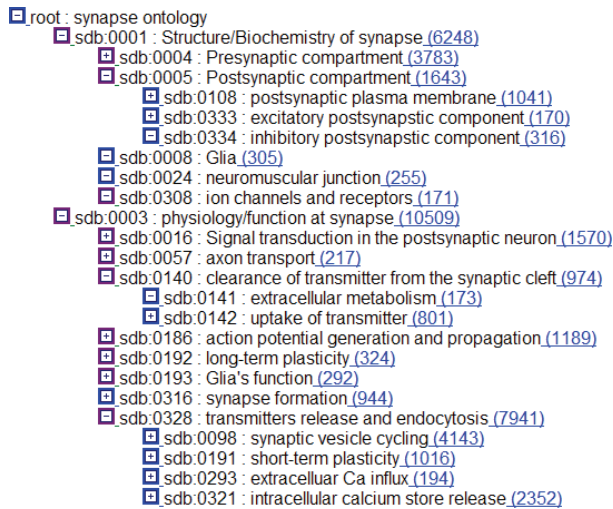 root : synapse ontology
sdb:0001 : Structure/Biochemistry of synapse (6248)
sdb:0004 : Presynaptic compartment (3783)
sdb:0005 : Postsynaptic compartment (1643)
sdb:0108 : postsynaptic plasma membrane (1041)
sdb:0333 : excitatory postsynapstic component (170)
sdb:0334 : inhibitory postsynapstic component (316)
sdb:0008 : Glia (305)
sdb:0024 : neuromuscular junction (255)
sdb:0308 : ion channels and receptors (171)
sdb:0003 : physiology/function at synapse (10509)
sdb:0016 : Signal transduction in the postsynaptic neuron (1570)
sdb:0057 : axon transport (217)
sdb:0140 : clearance of transmitter from the synaptic cleft (974)
sdb:0141 : extracellular metabolism (173)
sdb:0142 : uptake of transmitter (801)
sdb:0186 : action potential generation and propagation (1189)
sdb:0192 : long-term plasticity (324)
sdb:0193 : Glia's function (292)
sdb:0316 : synapse formation (944)
sdb:0328 : transmitters release and endocytosis (7941)
sdb:0098 : synaptic vesicle cycling (4143)
sdb:0191 : short-term plasticity (1016)
sdb:0293 : extracelluar Ca influx (194)
sdb:0321 : intracellular calcium store release (2352)